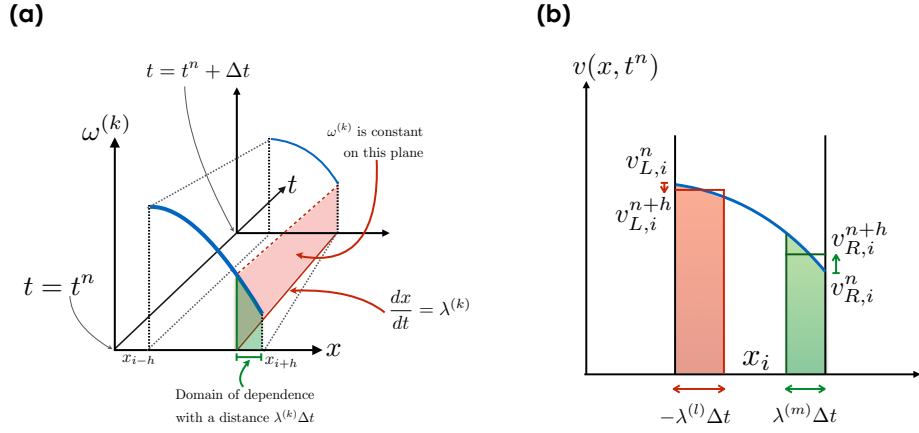 (a)
t = t^n + Δt
ω^(k)
ω^(k) is constant
on this plane
t
t = t^n
dx/dt = λ^(k)
x_{i−h}
x_{i+h}
x
Domain of dependence
with a distance λ^(k)Δt
(b)
v(x, t^n)
v^n_{L,i}
v^{n+h}_{L,i}
v^{n+h}_{R,i}
v^n_{R,i}
x_i
−λ^(l)Δt
λ^(m)Δt